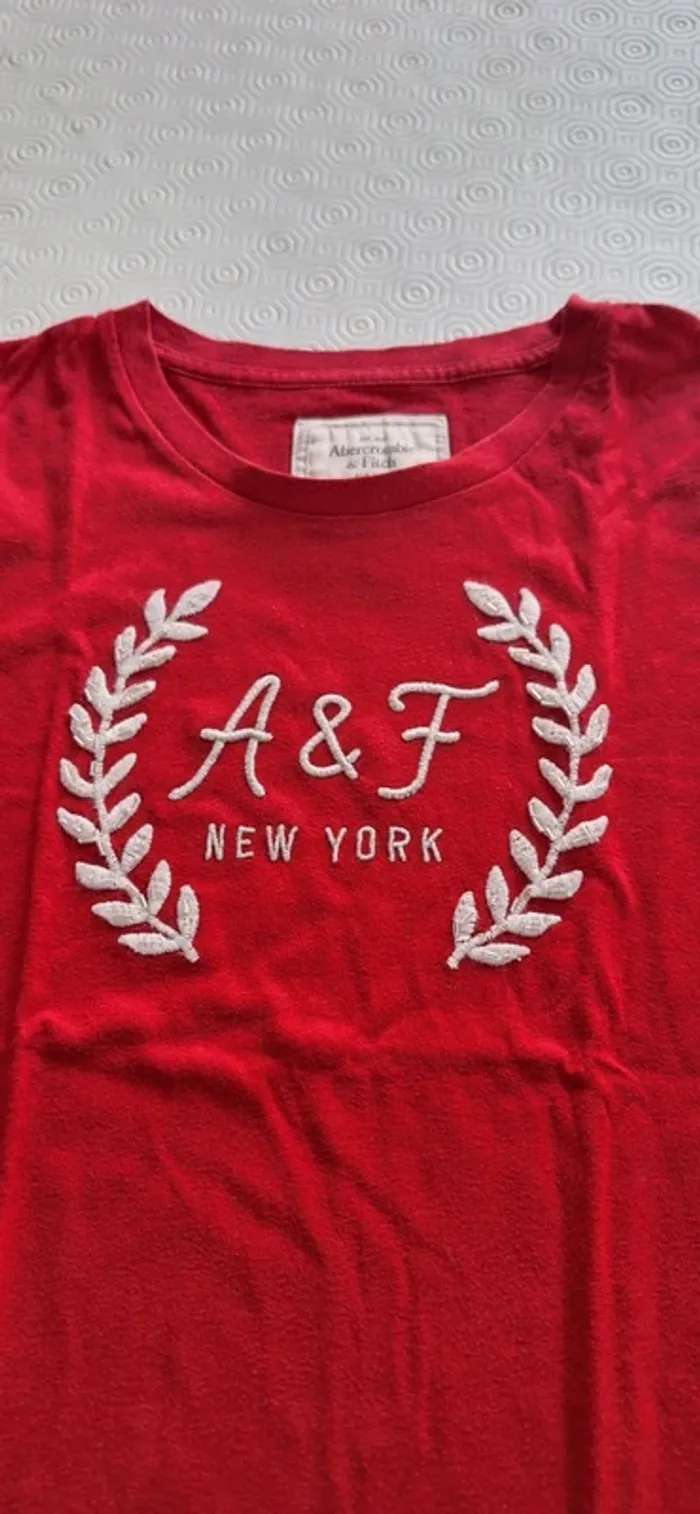 Abercrombie
& Fitch
A & F
NEW YORK